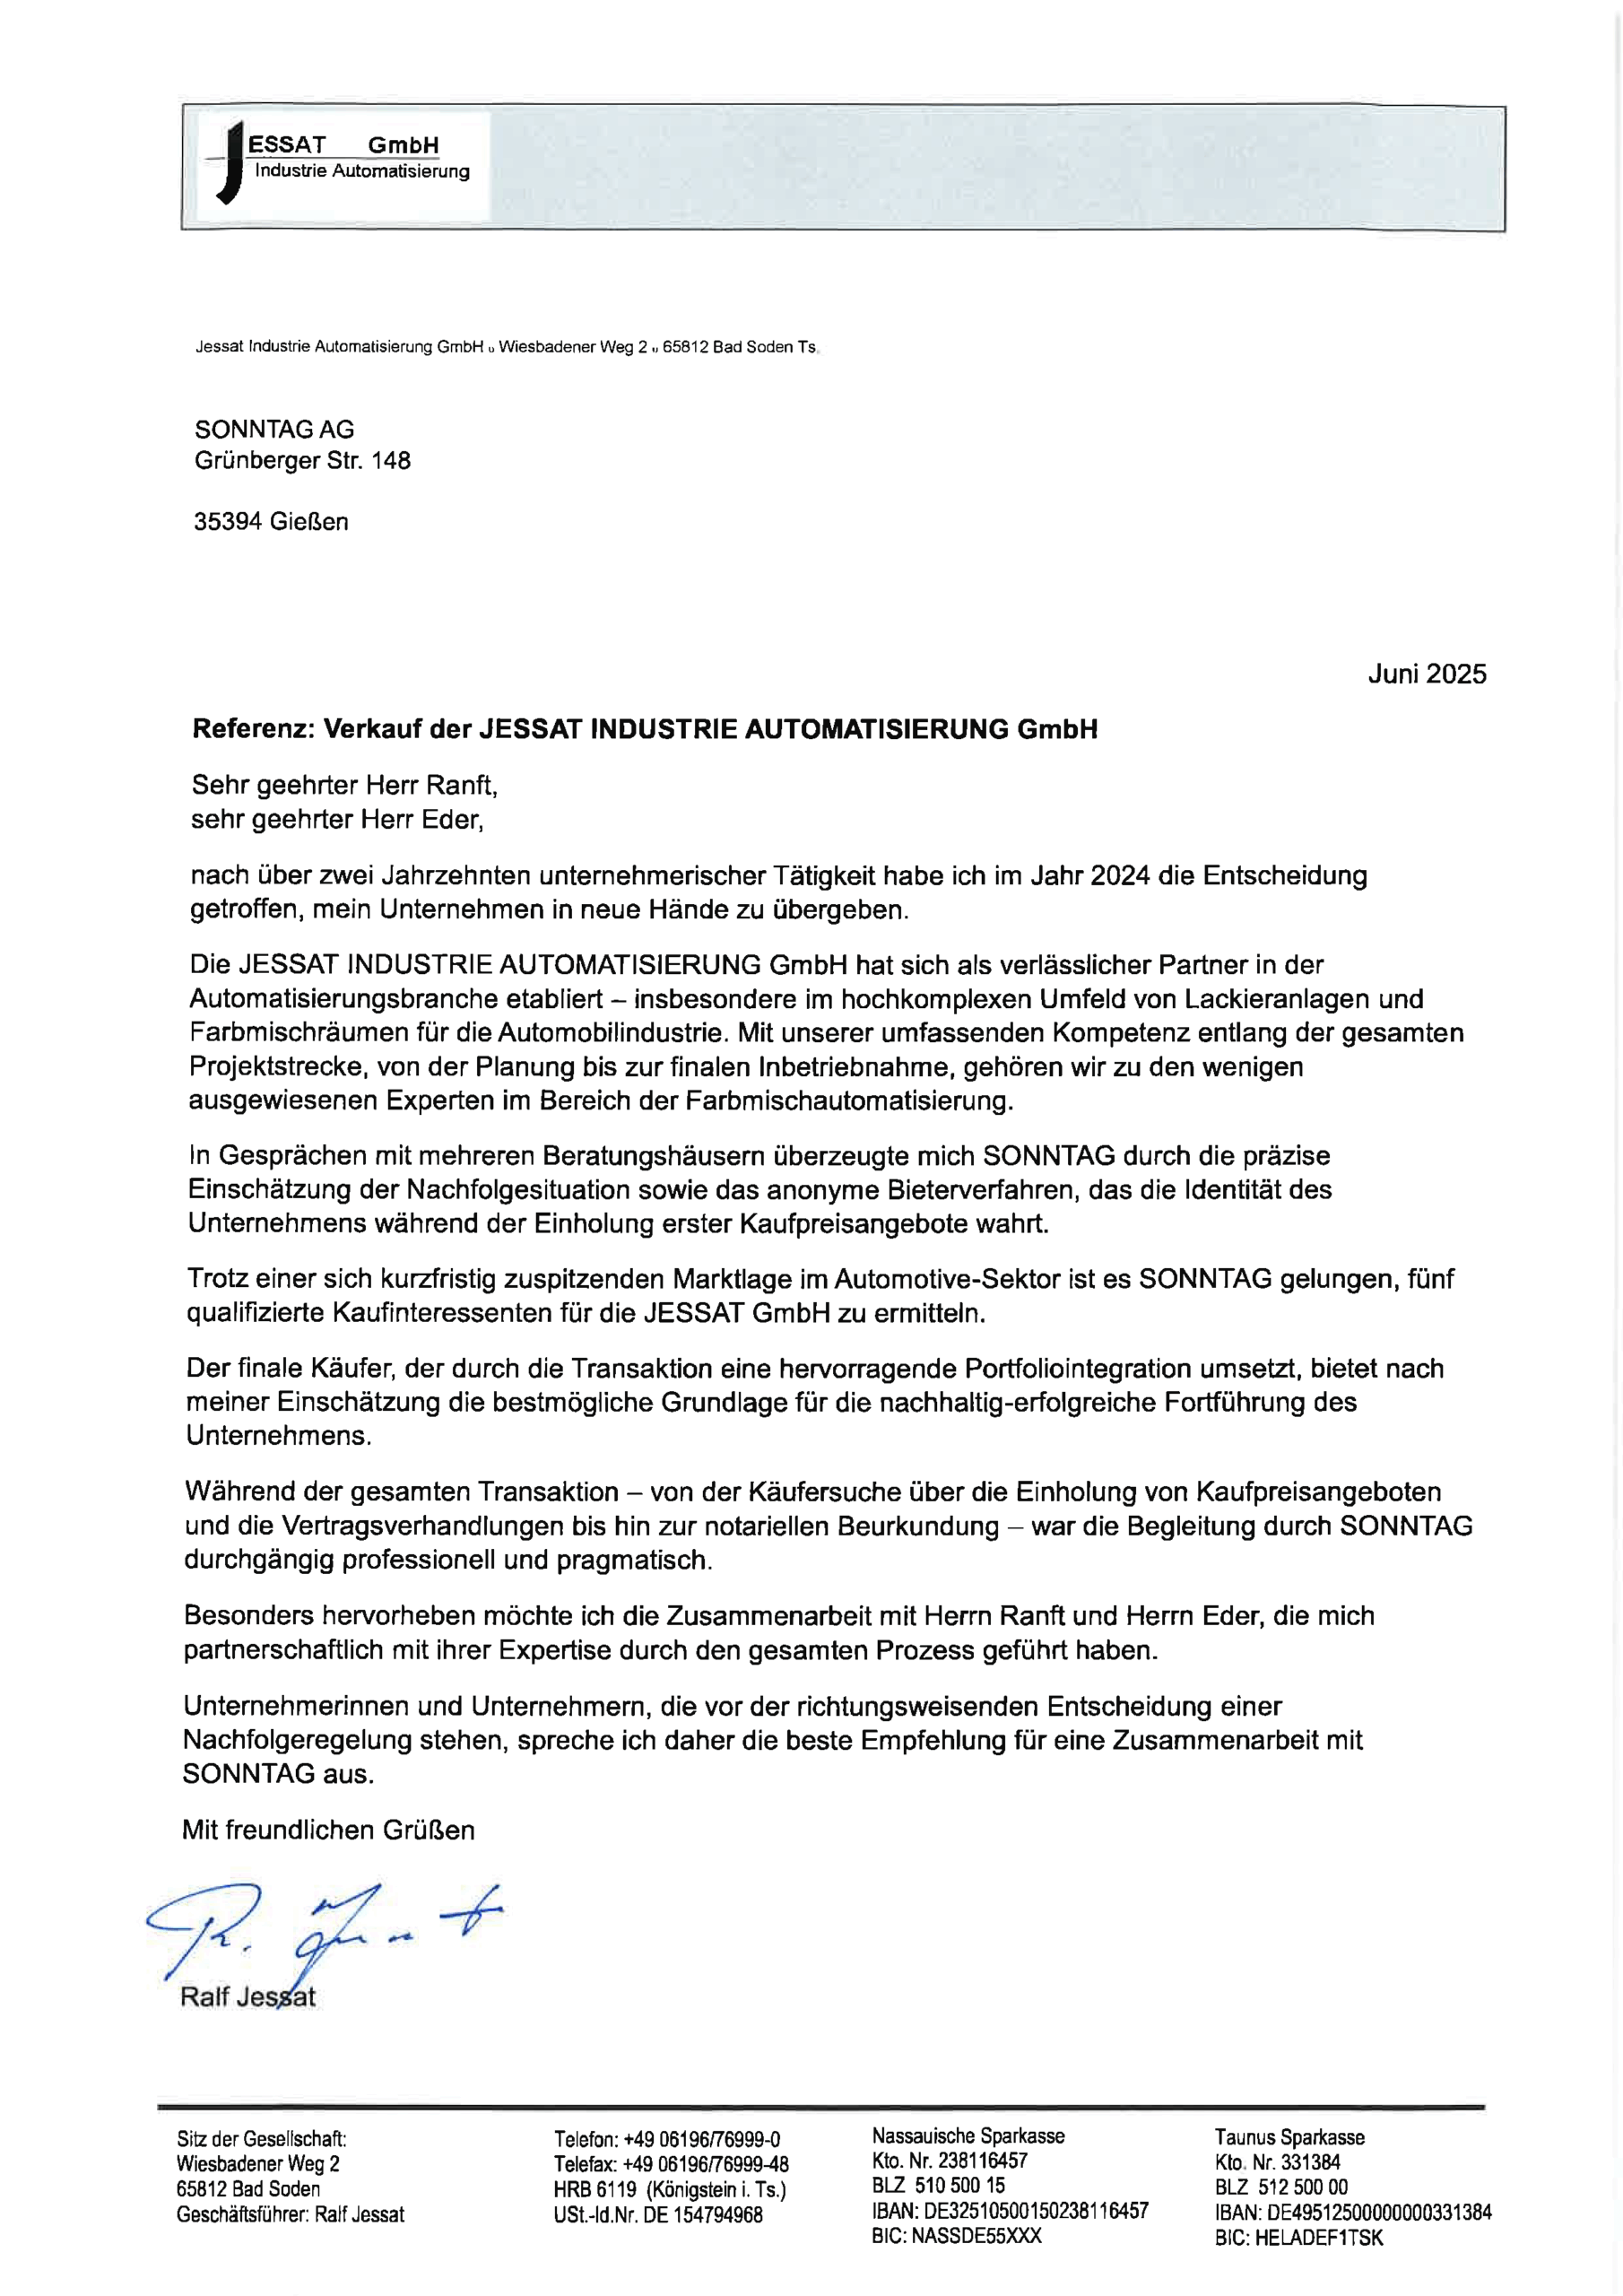 JESSAT GmbH
Industrie Automatisierung
Jessat Industrie Automatisierung GmbH Wiesbadener Weg 2 65812 Bad Soden Ts.
SONNTAG AG
Grünberger Str. 148
35394 Gießen
Juni 2025
Referenz: Verkauf der JESSAT INDUSTRIE AUTOMATISIERUNG GmbH
Sehr geehrter Herr Ranft,
sehr geehrter Herr Eder,
nach über zwei Jahrzehnten unternehmerischer Tätigkeit habe ich im Jahr 2024 die Entscheidung
getroffen, mein Unternehmen in neue Hände zu übergeben.
Die JESSAT INDUSTRIE AUTOMATISIERUNG GmbH hat sich als verlässlicher Partner in der
Automatisierungsbranche etabliert – insbesondere im hochkomplexen Umfeld von Lackieranlagen und
Farbmischräumen für die Automobilindustrie. Mit unserer umfassenden Kompetenz entlang der gesamten
Projektstrecke, von der Planung bis zur finalen Inbetriebnahme, gehören wir zu den wenigen
ausgewiesenen Experten im Bereich der Farbmischautomatisierung.
In Gesprächen mit mehreren Beratungshäusern überzeugte mich SONNTAG durch die präzise
Einschätzung der Nachfolgesituation sowie das anonyme Bieterverfahren, das die Identität des
Unternehmens während der Einholung erster Kaufpreisangebote wahrt.
Trotz einer sich kurzfristig zuspitzenden Marktlage im Automotive-Sektor ist es SONNTAG gelungen, fünf
qualifizierte Kaufinteressenten für die JESSAT GmbH zu ermitteln.
Der finale Käufer, der durch die Transaktion eine hervorragende Portfoliointegration umsetzt, bietet nach
meiner Einschätzung die bestmögliche Grundlage für die nachhaltig-erfolgreiche Fortführung des
Unternehmens.
Während der gesamten Transaktion – von der Käufersuche über die Einholung von Kaufpreisangeboten
und die Vertragsverhandlungen bis hin zur notariellen Beurkundung – war die Begleitung durch SONNTAG
durchgängig professionell und pragmatisch.
Besonders hervorheben möchte ich die Zusammenarbeit mit Herrn Ranft und Herrn Eder, die mich
partnerschaftlich mit ihrer Expertise durch den gesamten Prozess geführt haben.
Unternehmerinnen und Unternehmern, die vor der richtungsweisenden Entscheidung einer
Nachfolgeregelung stehen, spreche ich daher die beste Empfehlung für eine Zusammenarbeit mit
SONNTAG aus.
Mit freundlichen Grüßen
Ralf Jessat
Sitz der Gesellschaft:
Wiesbadener Weg 2
65812 Bad Soden
Geschäftsführer: Ralf Jessat
Telefon: +49 06196/76999-0
Telefax: +49 06196/76999-48
HRB 6119 (Königstein i. Ts.)
USt.-Id.Nr. DE 154794968
Nassauische Sparkasse
Kto. Nr. 238116457
BLZ 510 500 15
IBAN: DE32510500150238116457
BIC: NASSDE55XXX
Taunus Sparkasse
Kto. Nr. 331384
BLZ 512 500 00
IBAN: DE49512500000000331384
BIC: HELADEF1TSK